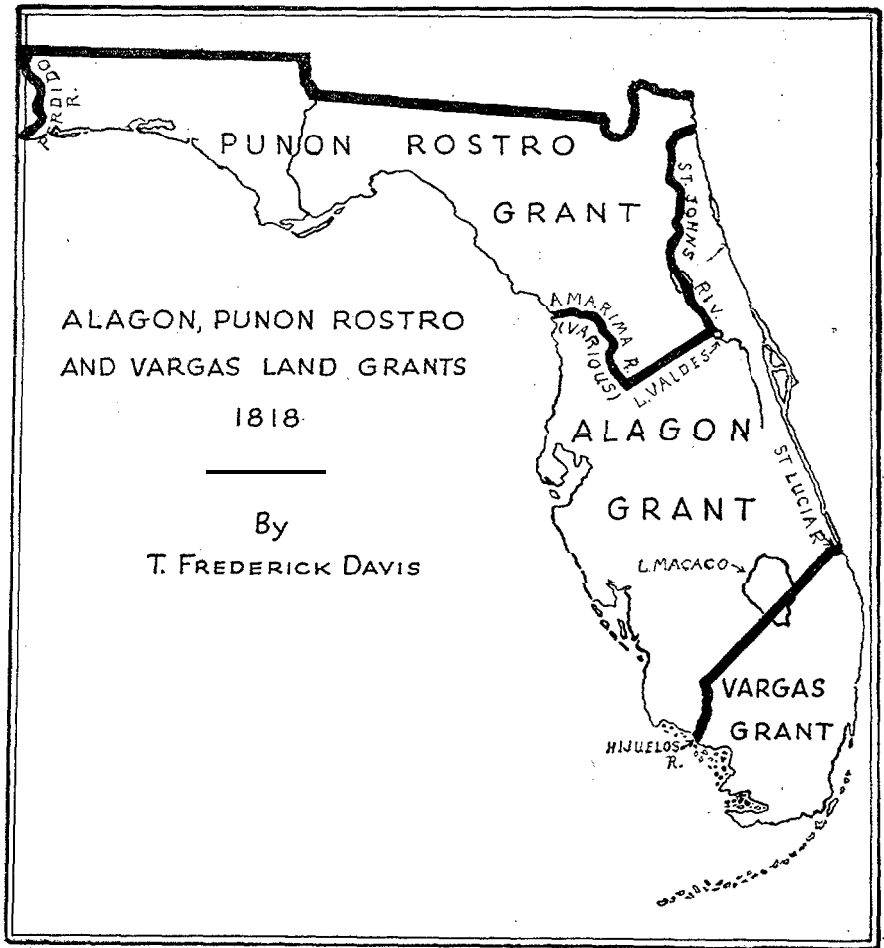 PERDIDO
R.
PUNON ROSTRO
GRANT
ST. JOHNS
RIV.
AMARIMA R.
(VARIOUS)
L. VALDES
ALAGON, PUNON ROSTRO
AND VARGAS LAND GRANTS
1818
By
T. FREDERICK DAVIS
ALAGON
GRANT
ST LUCIA R.
L. MACACO
VARGAS
GRANT
HIJUELOS
R.